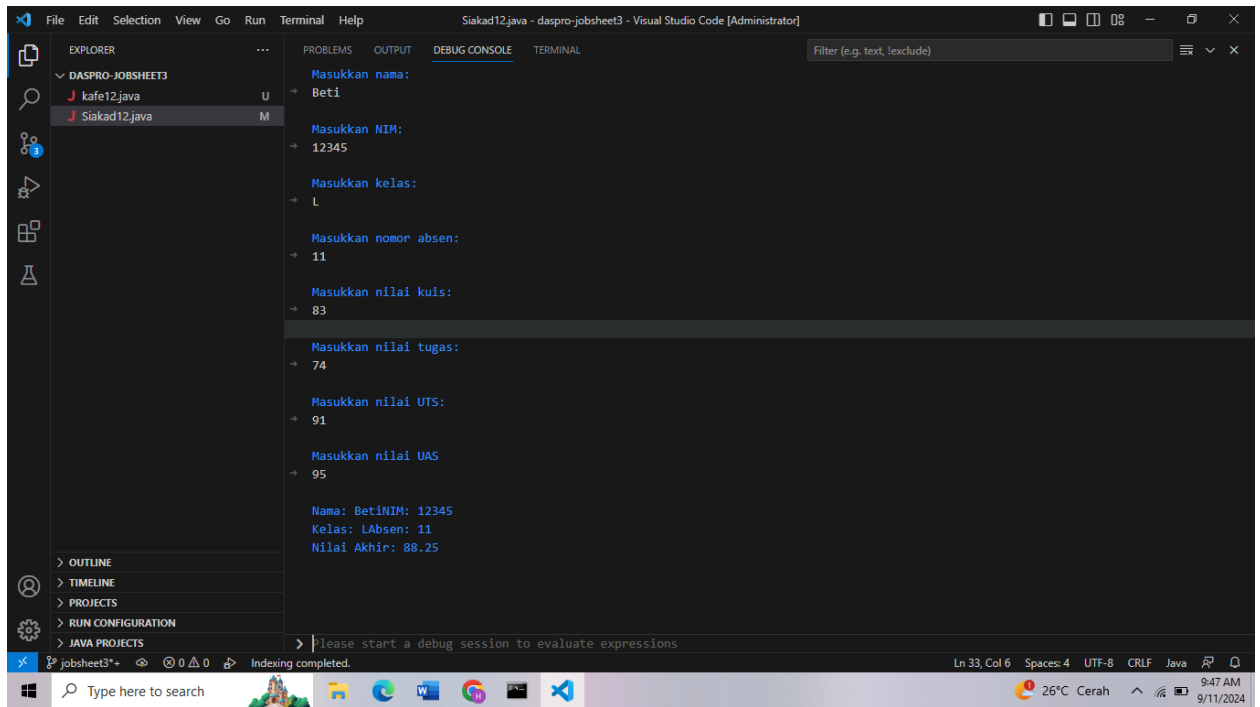 File Edit Selection View Go Run Terminal Help Siakad12.java - daspro-jobsheet3 - Visual Studio Code [Administrator]
EXPLORER
DASPRO-JOBSHEET3
J kafe12.java U
J Siakad12.java M
3
OUTLINE
TIMELINE
PROJECTS
RUN CONFIGURATION
JAVA PROJECTS
PROBLEMS OUTPUT DEBUG CONSOLE TERMINAL Filter (e.g. text, !exclude)
Masukkan nama:
Beti
Masukkan NIM:
12345
Masukkan kelas:
L
Masukkan nomor absen:
11
Masukkan nilai kuis:
83
Masukkan nilai tugas:
74
Masukkan nilai UTS:
91
Masukkan nilai UAS
95
Nama: BetiNIM: 12345
Kelas: LAbsen: 11
Nilai Akhir: 88.25
Please start a debug session to evaluate expressions
jobsheet3*+ 0 0 Indexing completed. Ln 33, Col 6 Spaces: 4 UTF-8 CRLF Java
Type here to search 26°C Cerah 9:47 AM
9/11/2024